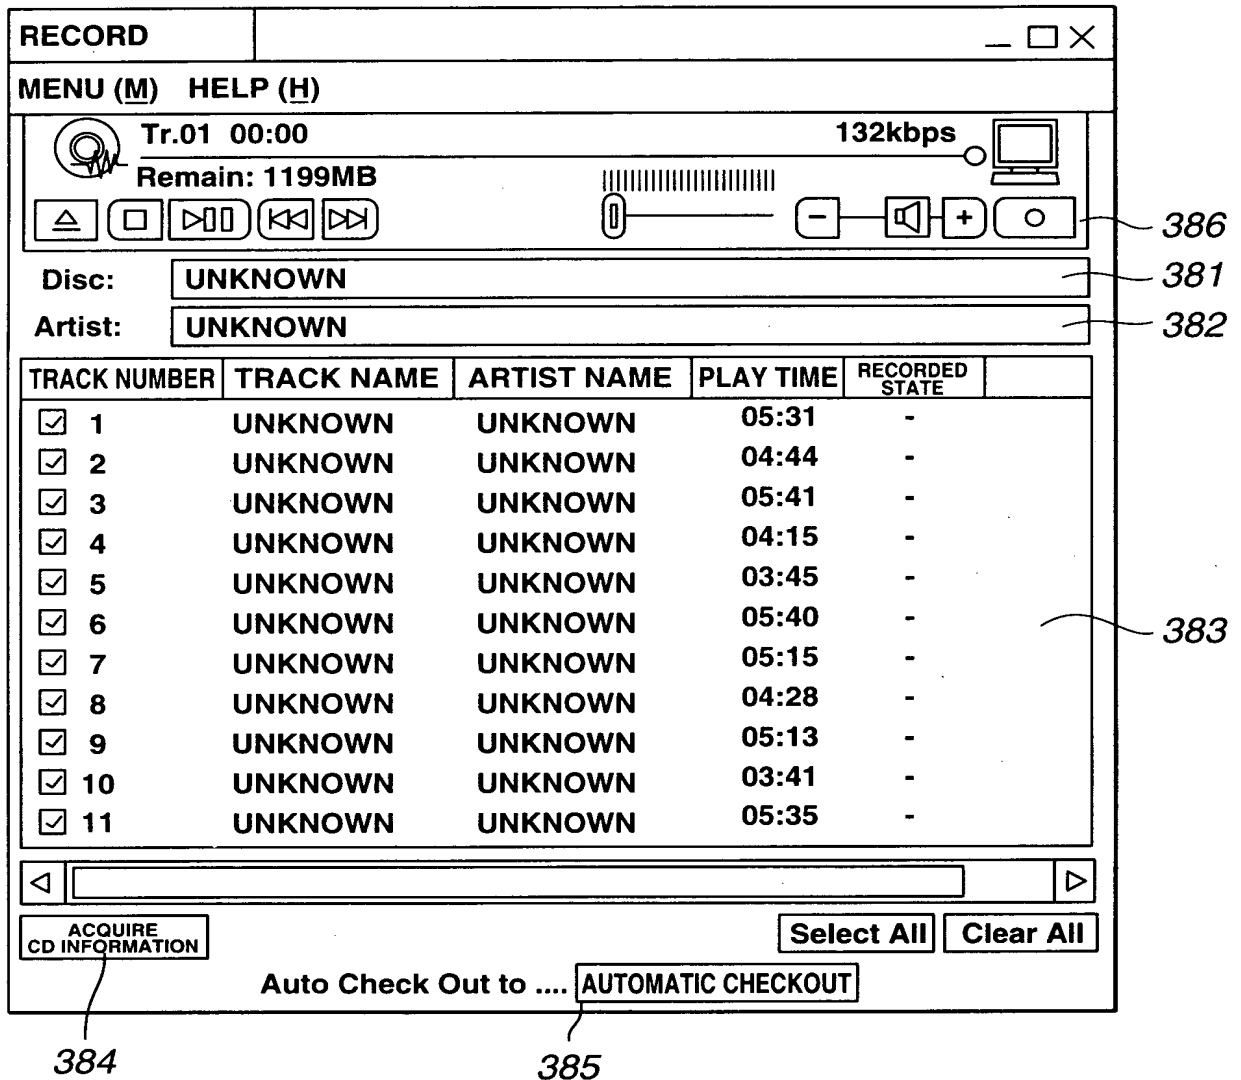 RECORD
MENU (M) HELP (H)
Tr.01 00:00 132kbps
Remain: 1199MB
386
Disc: UNKNOWN 381
Artist: UNKNOWN 382
TRACK NUMBER TRACK NAME ARTIST NAME PLAY TIME RECORDED STATE
1 UNKNOWN UNKNOWN 05:31 -
2 UNKNOWN UNKNOWN 04:44 -
3 UNKNOWN UNKNOWN 05:41 -
4 UNKNOWN UNKNOWN 04:15 -
5 UNKNOWN UNKNOWN 03:45 -
6 UNKNOWN UNKNOWN 05:40 -
383
7 UNKNOWN UNKNOWN 05:15 -
8 UNKNOWN UNKNOWN 04:28 -
9 UNKNOWN UNKNOWN 05:13 -
10 UNKNOWN UNKNOWN 03:41 -
11 UNKNOWN UNKNOWN 05:35 -
ACQUIRE
CD INFORMATION
Select All Clear All
Auto Check Out to .... AUTOMATIC CHECKOUT
384 385